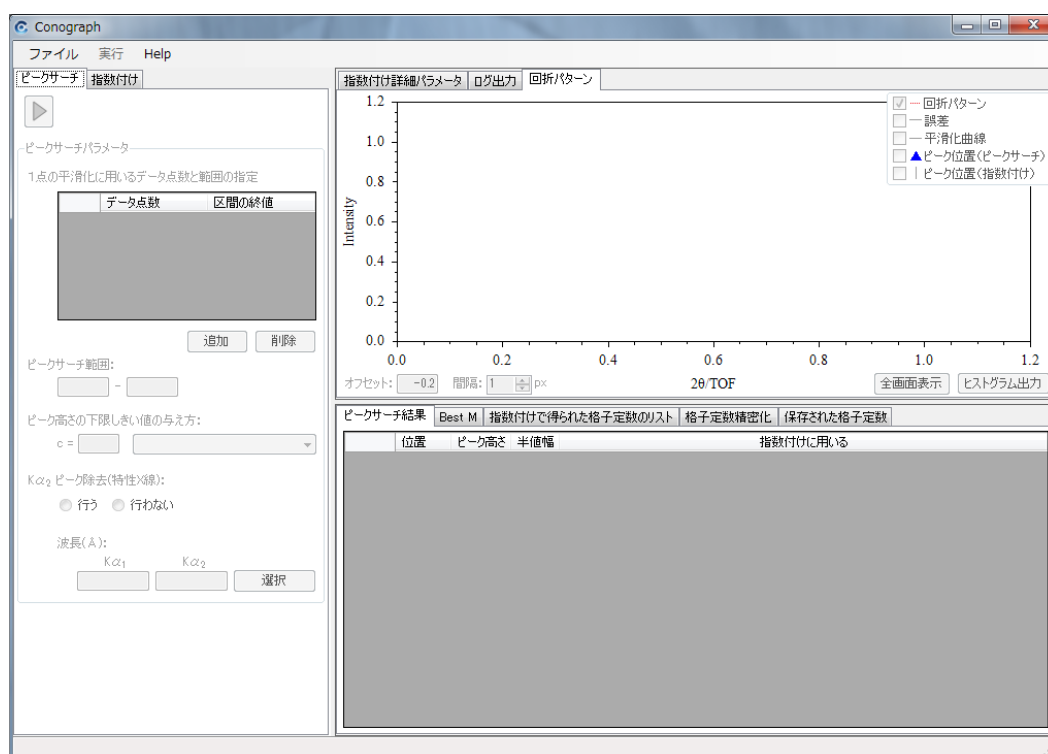 Conograph
ファイル 実行 Help
ピークサーチ 指数付け
ピークサーチパラメータ
1点の平滑化に用いるデータ点数と範囲の指定
データ点数 区間の終値
追加 削除
ピークサーチ範囲:
-
ピーク高さの下限しきい値の与え方:
c =
Kα2 ピーク除去(特性X線):
行う 行わない
波長(Å):
Kα1 Kα2
選択
指数付け詳細パラメータ ログ出力 回折パターン
1.2
1.0
0.8
0.6
0.4
0.2
0.0
Intensity
回折パターン
誤差
平滑化曲線
ピーク位置(ピークサーチ)
ピーク位置(指数付け)
0.0 0.2 0.4 0.6 0.8 1.0 1.2
オフセット: -0.2 間隔: 1 px 2θ/TOF 全画面表示 ヒストグラム出力
ピークサーチ結果 Best M 指数付けで得られた格子定数のリスト 格子定数精密化 保存された格子定数
位置 ピーク高さ 半値幅 指数付けに用いる